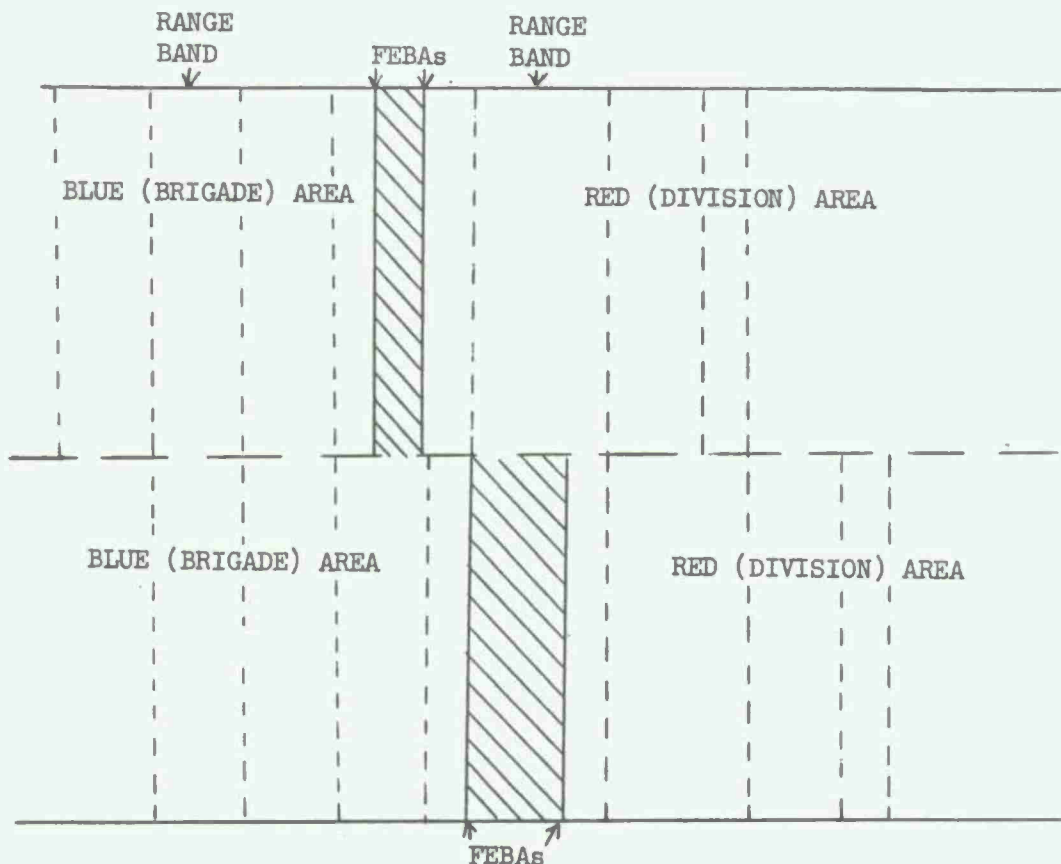 RANGE
BAND
FEBAs
RANGE
BAND
BLUE (BRIGADE) AREA
RED (DIVISION) AREA
BLUE (BRIGADE) AREA
RED (DIVISION) AREA
FEBAs